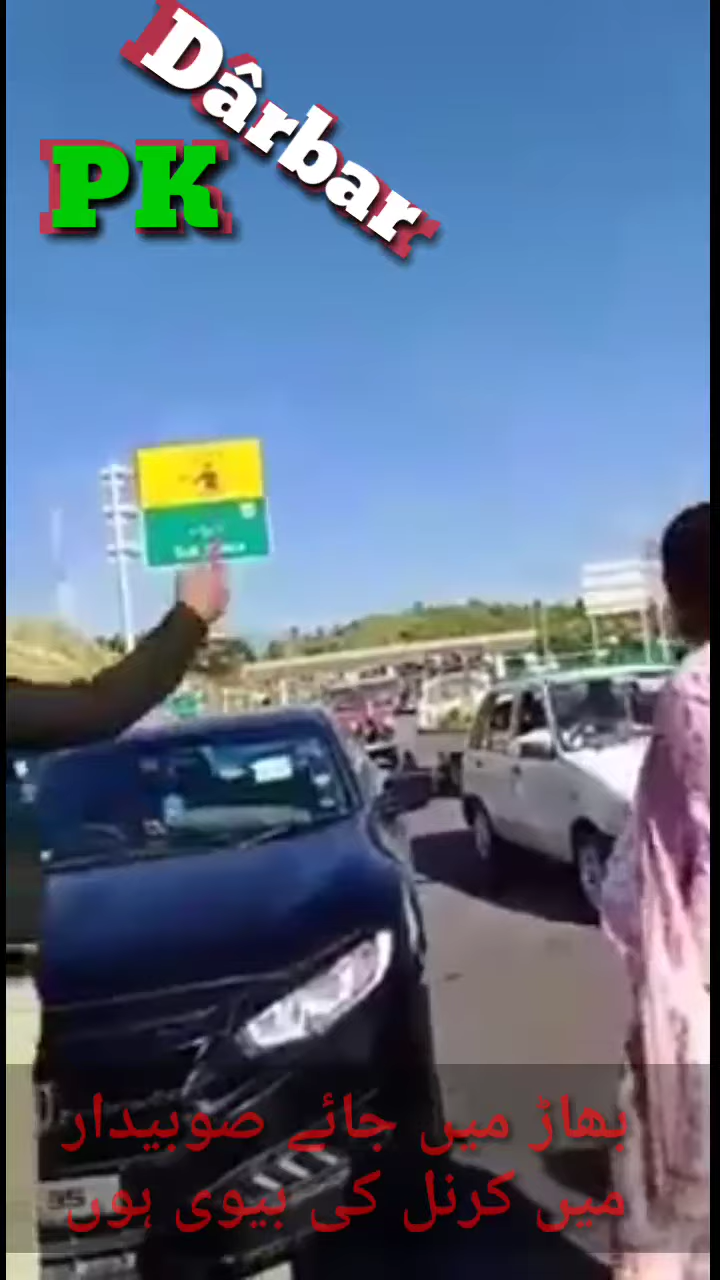 Dârbar
PK
بھاڑ میں جائے صوبیدار
میں کرنل کی بیوی ہوں